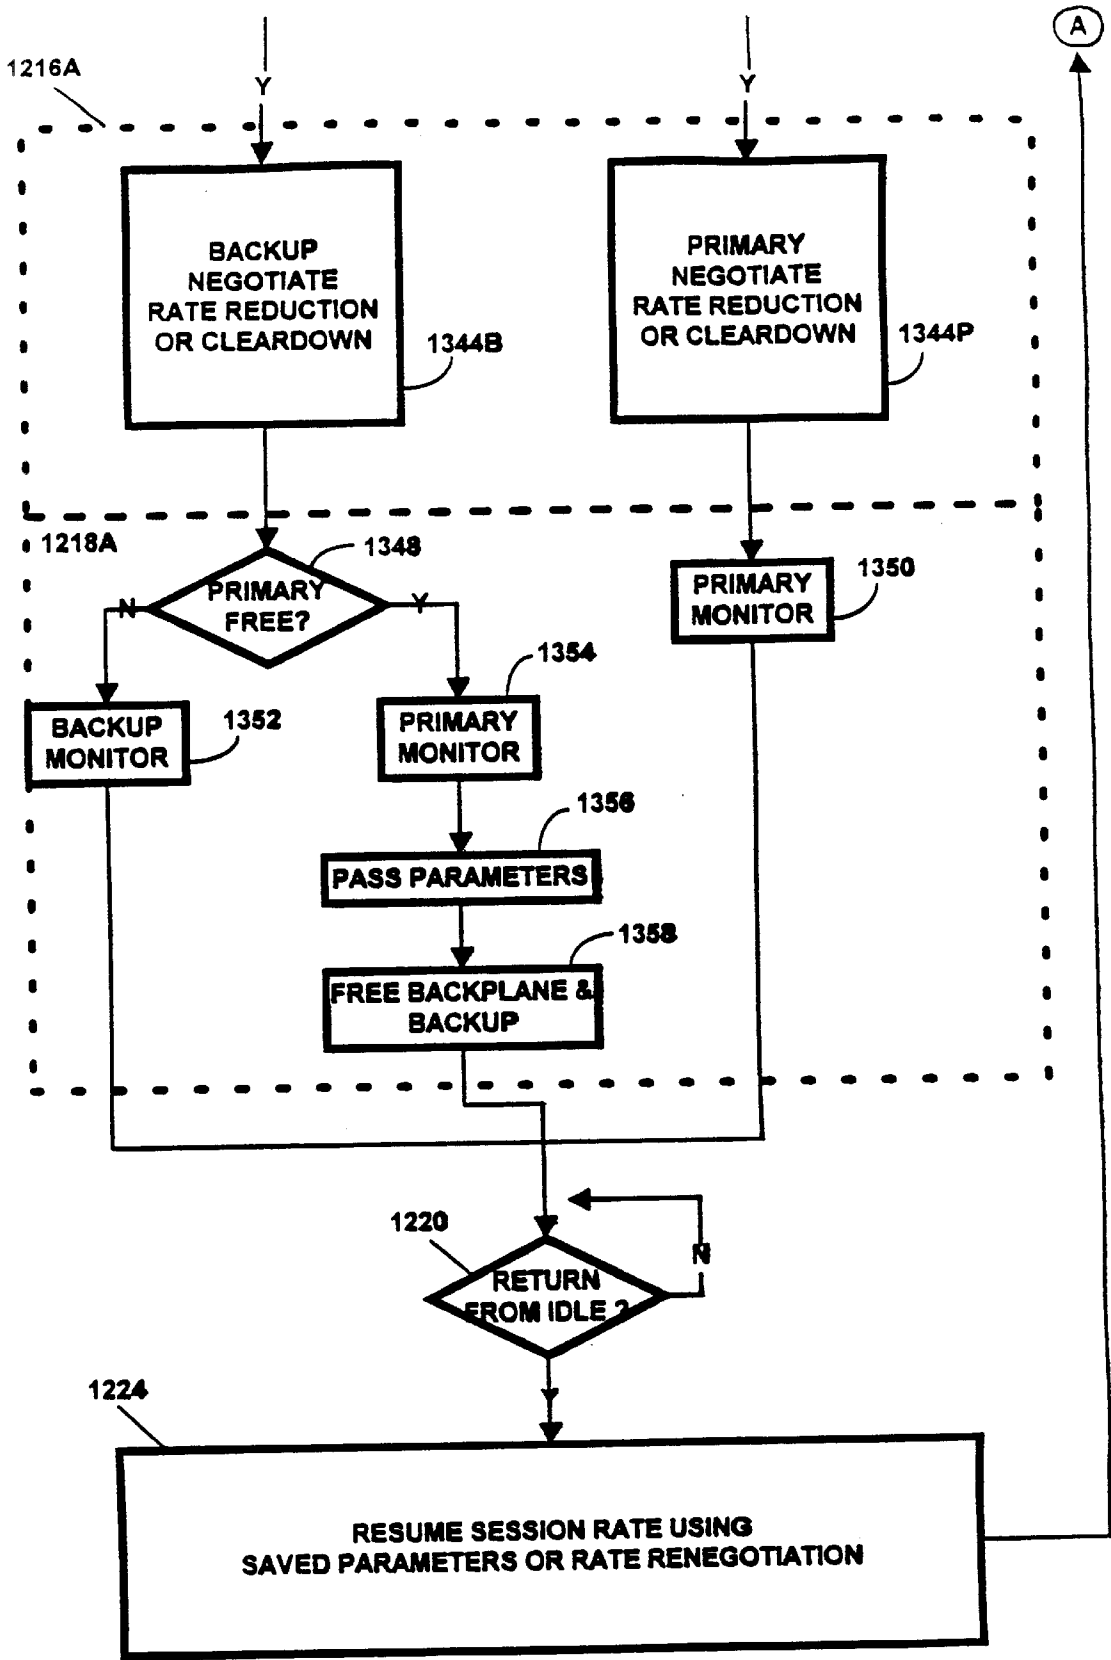 A
1216A
Y
Y
BACKUP
NEGOTIATE
RATE REDUCTION
OR CLEARDOWN
1344B
PRIMARY
NEGOTIATE
RATE REDUCTION
OR CLEARDOWN
1344P
1218A
1348
PRIMARY
FREE?
N
Y
PRIMARY
MONITOR
1350
BACKUP
MONITOR
1352
1354
PRIMARY
MONITOR
1356
PASS PARAMETERS
1358
FREE BACKPLANE &
BACKUP
1220
RETURN
FROM IDLE ?
N
Y
1224
RESUME SESSION RATE USING
SAVED PARAMETERS OR RATE RENEGOTIATION